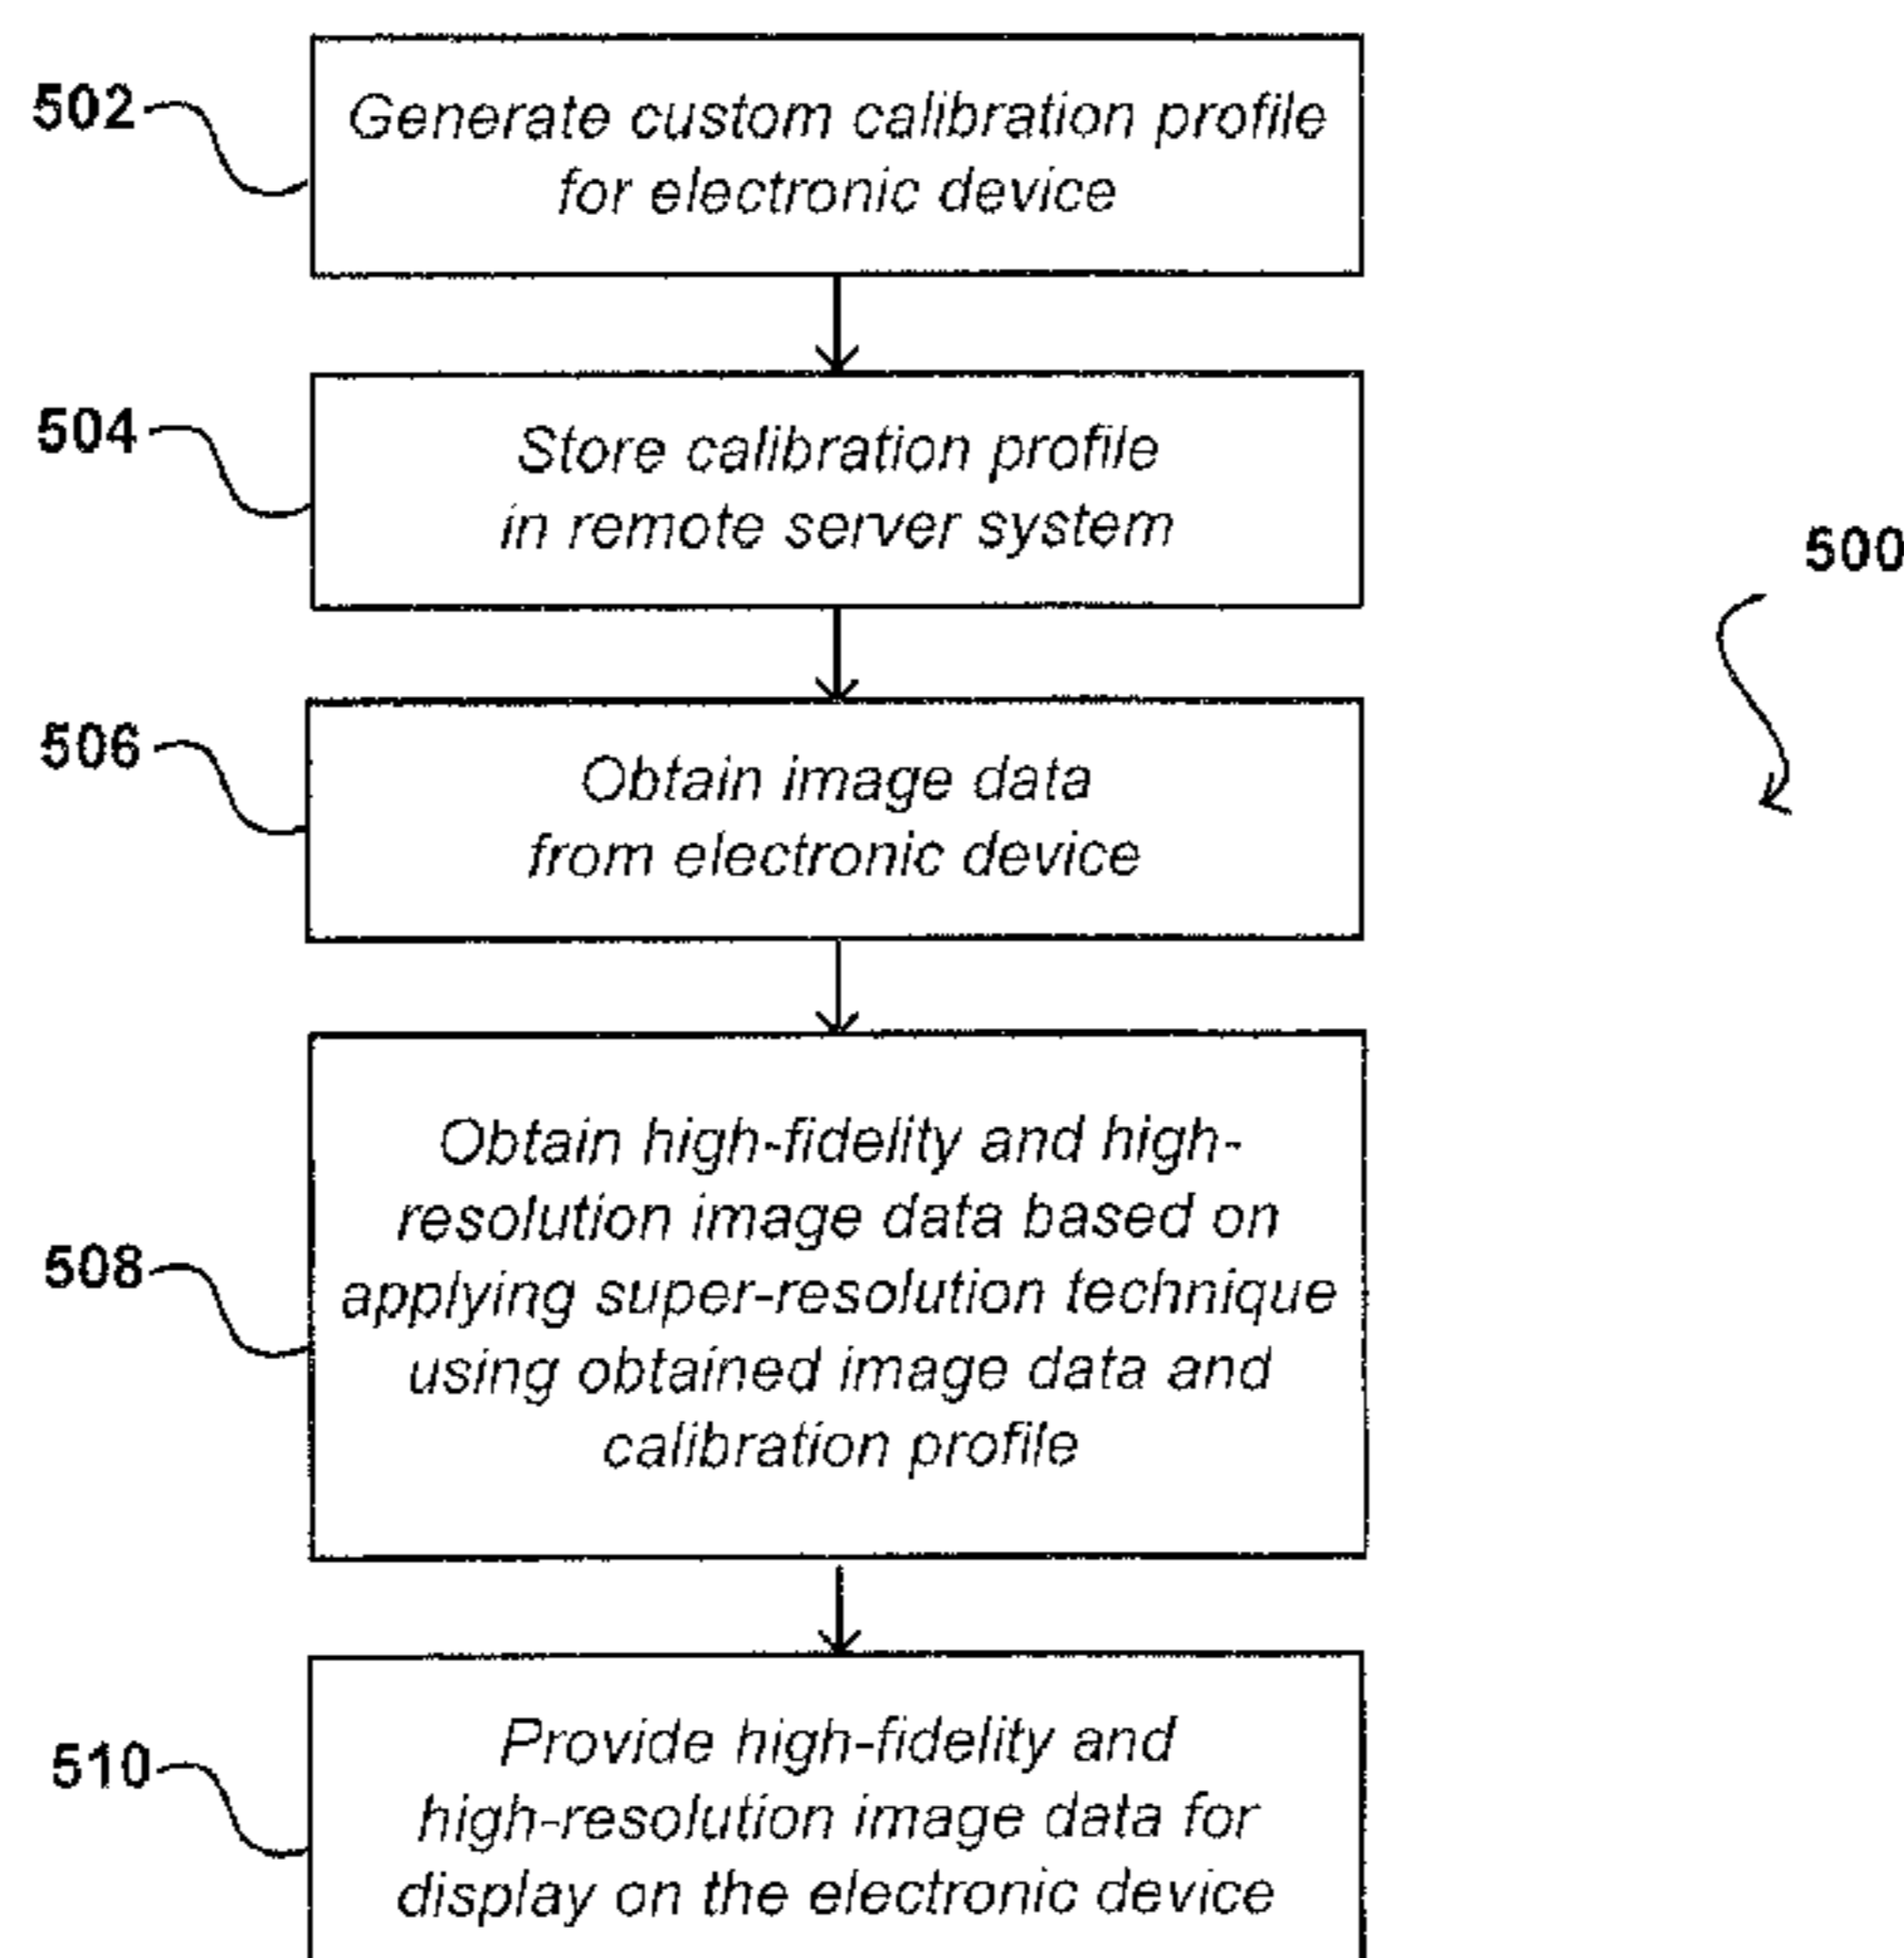 502
Generate custom calibration profile
for electronic device
504
Store calibration profile
in remote server system
500
506
Obtain image data
from electronic device
508
Obtain high-fidelity and high-
resolution image data based on
applying super-resolution technique
using obtained image data and
calibration profile
510
Provide high-fidelity and
high-resolution image data for
display on the electronic device